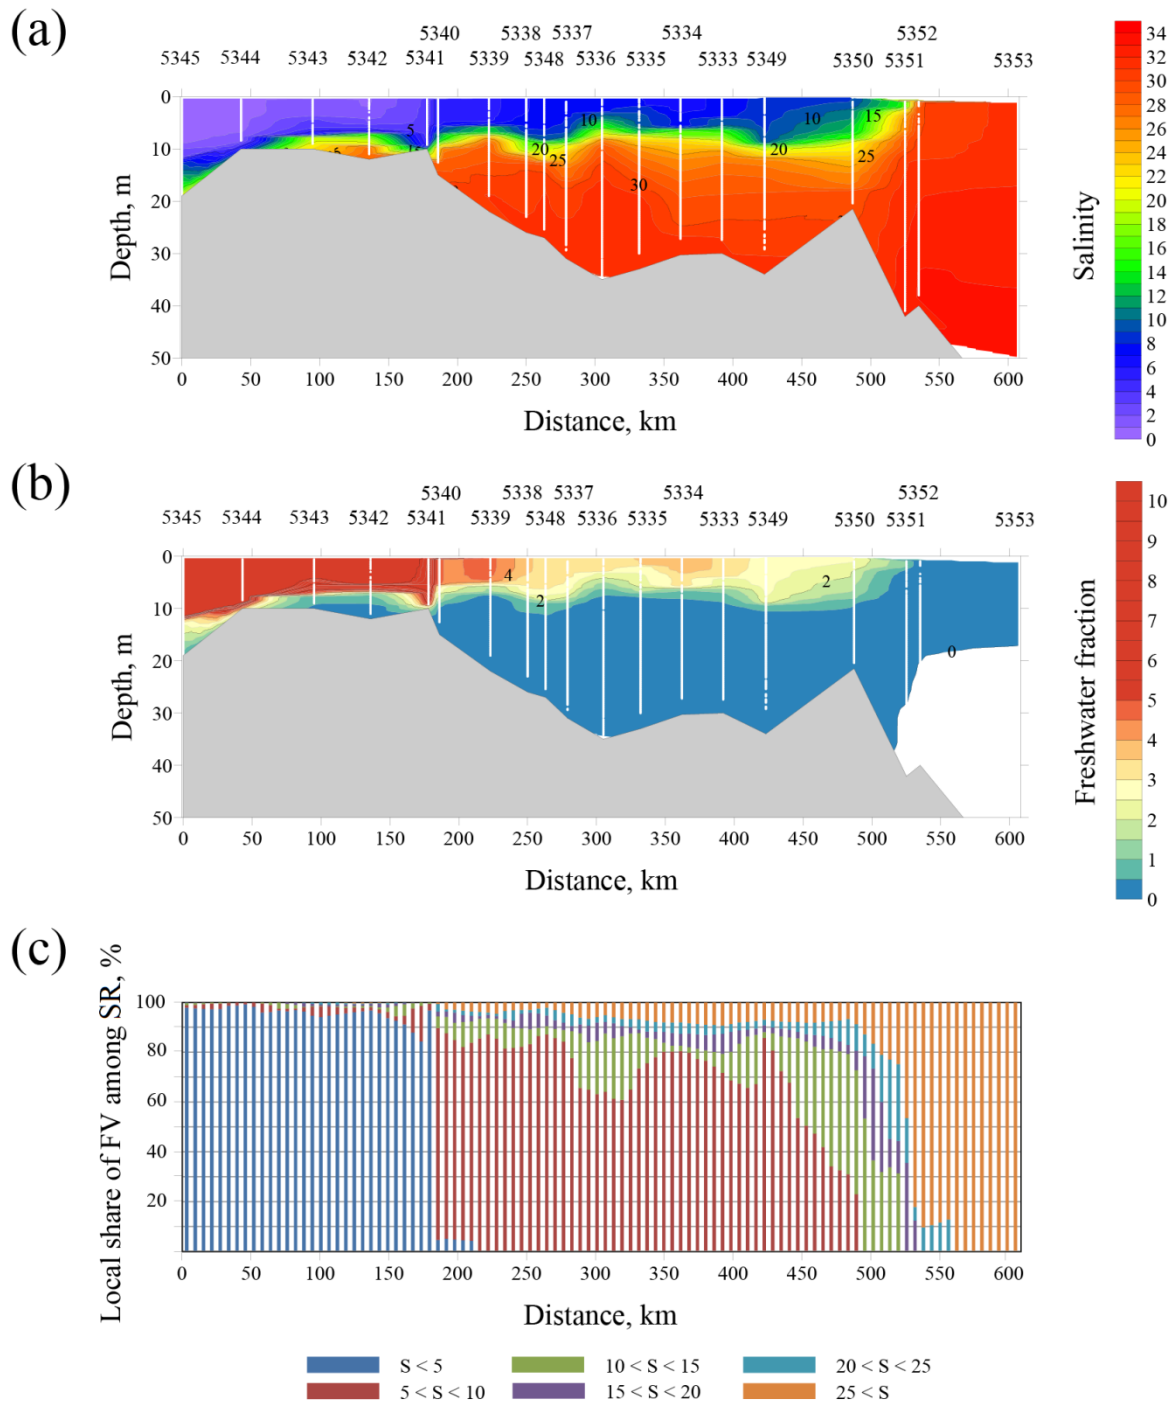 (a)
5340 5338 5337 5334 5352
5345 5344 5343 5342 5341 5339 5348 5336 5335 5333 5349 5350 5351 5353
0
10
20
30
40
50
Depth, m
5 10 15
15 20 25 20 25
30
0 50 100 150 200 250 300 350 400 450 500 550 600
Distance, km
34
32
30
28
26
24
22
20
18
16
14
12
10
8
6
4
2
0
Salinity
(b)
5340 5338 5337 5334 5352
5345 5344 5343 5342 5341 5339 5348 5336 5335 5333 5349 5350 5351 5353
0
10
20
30
40
50
Depth, m
4 2 2 0
0 50 100 150 200 250 300 350 400 450 500 550 600
Distance, km
10
9
8
7
6
5
4
3
2
1
0
Freshwater fraction
(c)
Local share of FV among SR, %
100
80
60
40
20
0 50 100 150 200 250 300 350 400 450 500 550 600
Distance, km
S < 5 10 < S < 15 20 < S < 25
5 < S < 10 15 < S < 20 25 < S